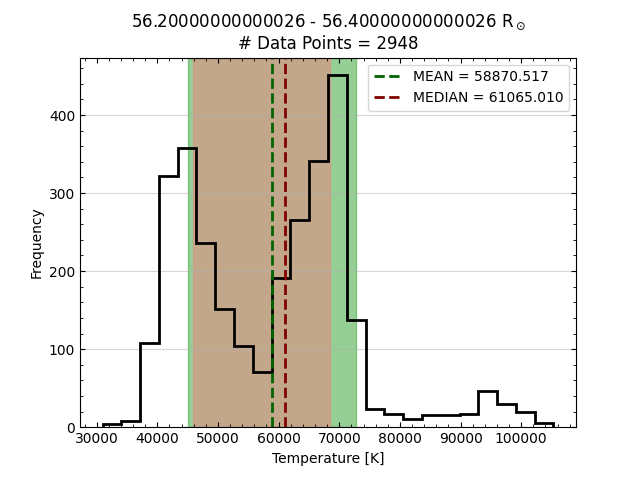 56.20000000000026 - 56.40000000000026 R⊙
# Data Points = 2948
MEAN = 58870.517
MEDIAN = 61065.010
Frequency
400
300
200
100
0
30000 40000 50000 60000 70000 80000 90000 100000
Temperature [K]